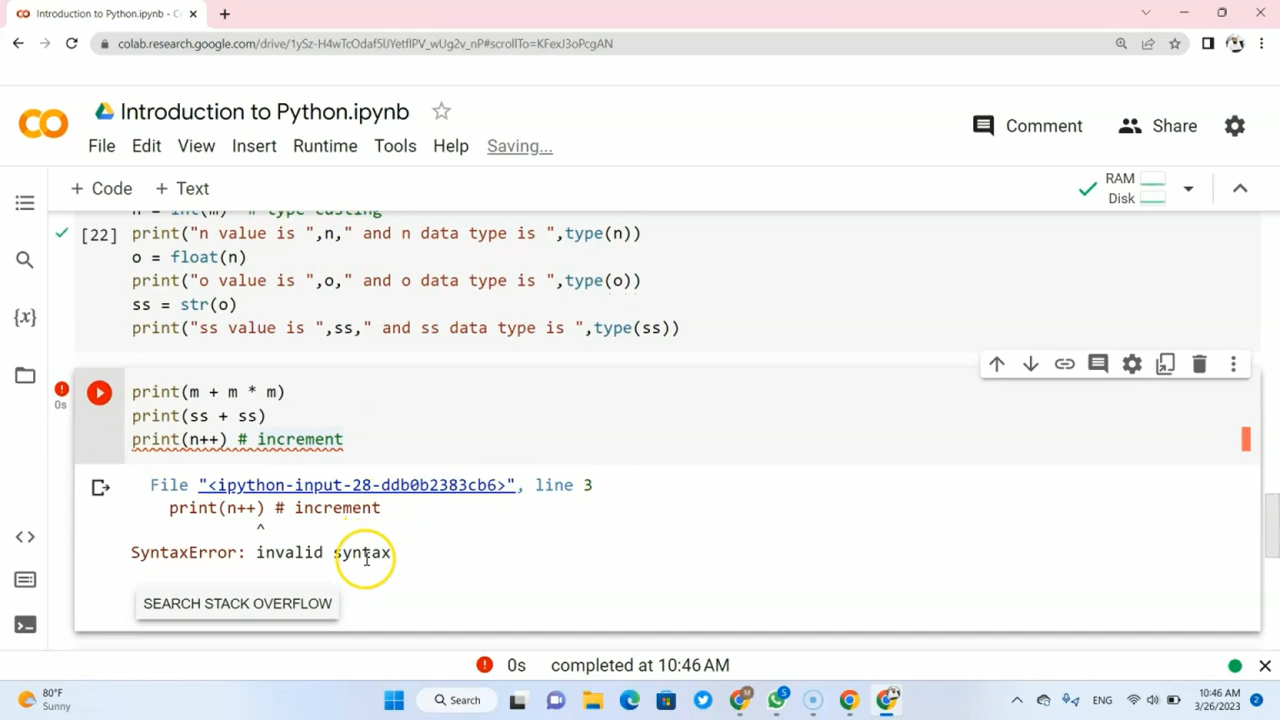 Introduction to Python.ipynb - C
colab.research.google.com/drive/1ySz-H4wTcOdaf5lJYetflPV_wUg2v_nP#scrollTo=KFexJ3oPcgAN
Introduction to Python.ipynb
Comment
Share
File Edit View Insert Runtime Tools Help Saving...
+ Code + Text
RAM
Disk
n = int(m) # type casting
[22] print("n value is ",n," and n data type is ",type(n))
o = float(n)
print("o value is ",o," and o data type is ",type(o))
ss = str(o)
print("ss value is ",ss," and ss data type is ",type(ss))
{x}
0s
print(m + m * m)
print(ss + ss)
print(n++) # increment
File "<ipython-input-28-ddb0b2383cb6>", line 3
print(n++) # increment
^
SyntaxError: invalid syntax
SEARCH STACK OVERFLOW
0s completed at 10:46 AM
80°F
Sunny
Search
M
5
ENG
10:46 AM
3/26/2023
2